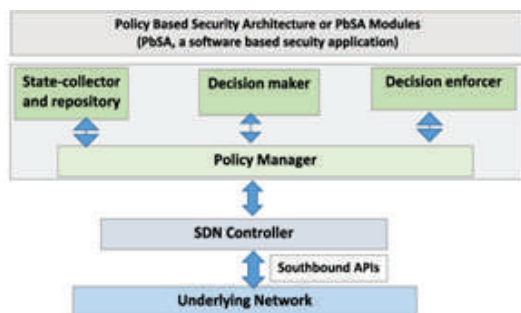 Policy Based Security Architecture or PbSA Modules
(PbSA, a software based secuity application)
State-collector
and repository
Decision maker
Decision enforcer
Policy Manager
SDN Controller
Southbound APIs
Underlying Network